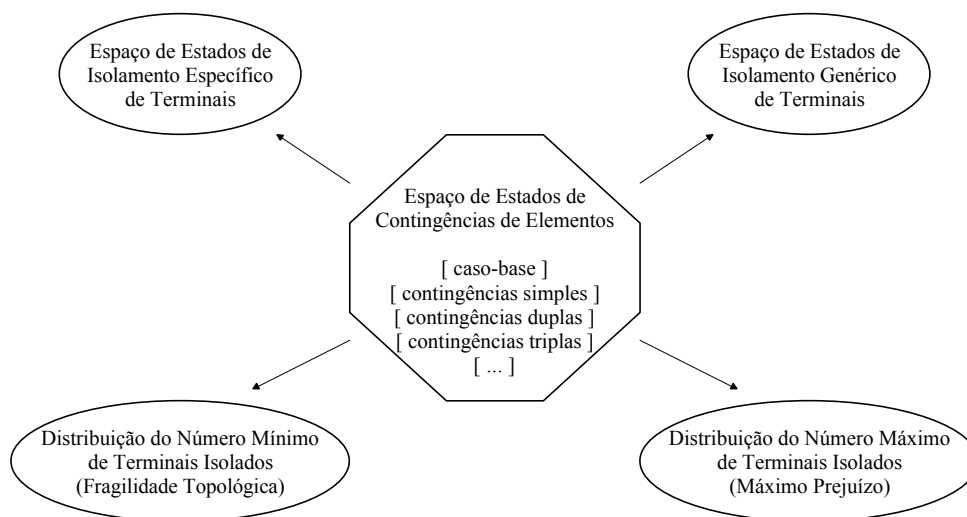 Espaço de Estados de
Isolamento Específico
de Terminais
Espaço de Estados de
Isolamento Genérico
de Terminais
Espaço de Estados de
Contingências de Elementos
[ caso-base ]
[ contingências simples ]
[ contingências duplas ]
[ contingências triplas ]
[ ... ]
Distribuição do Número Mínimo
de Terminais Isolados
(Fragilidade Topológica)
Distribuição do Número Máximo
de Terminais Isolados
(Máximo Prejuízo)